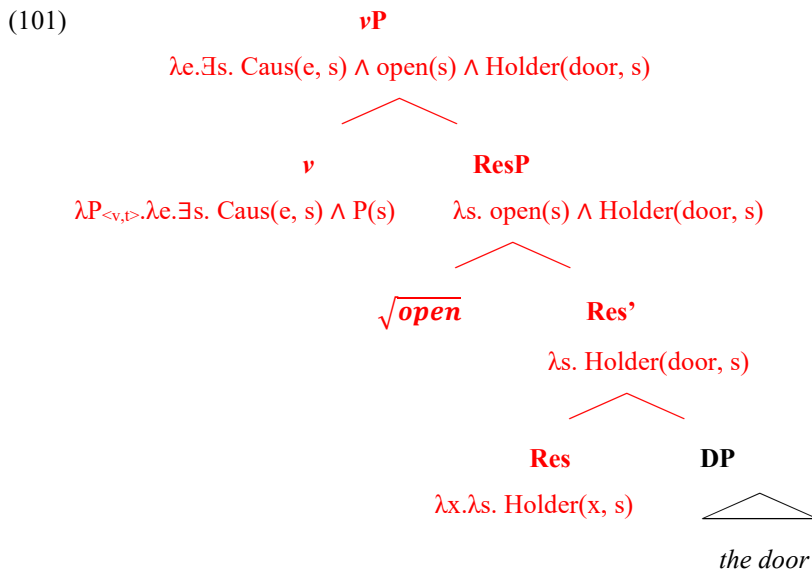 (101) vP
λe.∃s. Caus(e, s) ∧ open(s) ∧ Holder(door, s)
v ResP
λP<v,t>.λe.∃s. Caus(e, s) ∧ P(s) λs. open(s) ∧ Holder(door, s)
√open Res’
λs. Holder(door, s)
Res DP
λx.λs. Holder(x, s)
the door